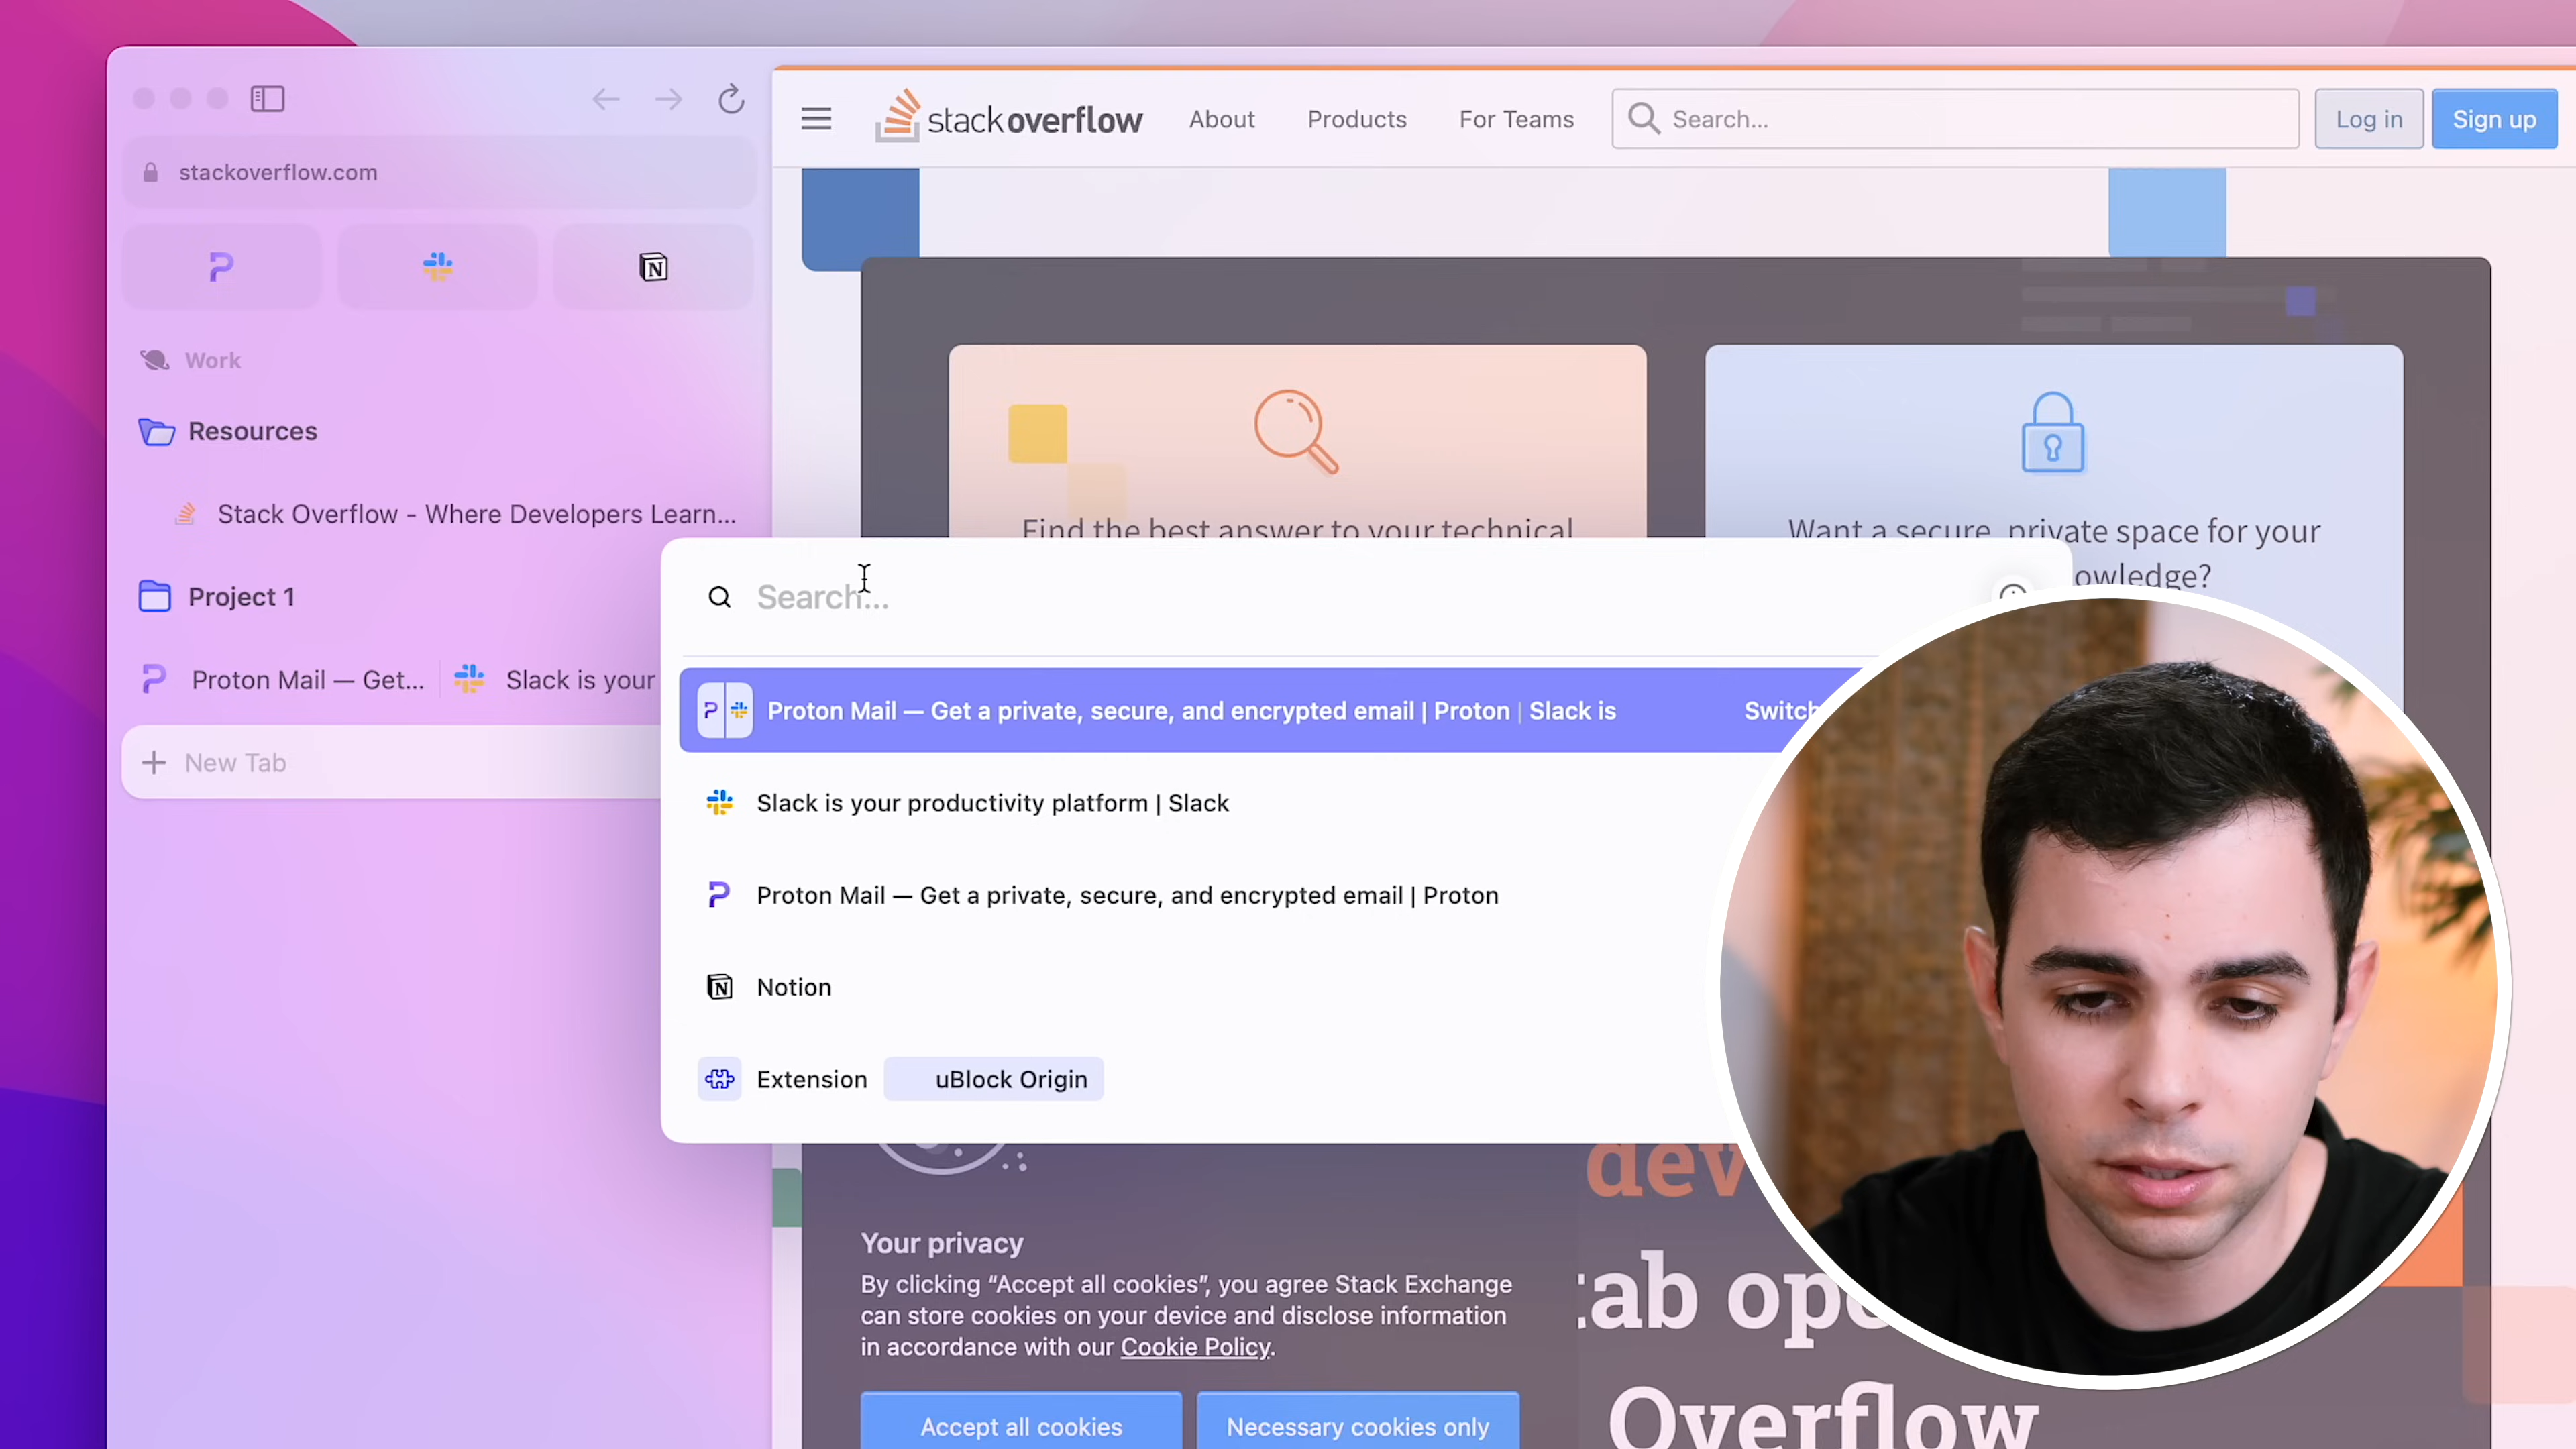 stackoverflow.com
Work
Resources
Stack Overflow - Where Developers Learn...
Project 1
Proton Mail — Get...
Slack is your
New Tab
stackoverflow
About
Products
For Teams
Search...
Log in
Sign up
Find the best answer to your technical
Want a secure, private space for your
owledge?
Search...
Proton Mail — Get a private, secure, and encrypted email | Proton | Slack is
Switch
Slack is your productivity platform | Slack
Proton Mail — Get a private, secure, and encrypted email | Proton
Notion
Extension
uBlock Origin
dev
tab ope
Overflow
Your privacy
By clicking “Accept all cookies”, you agree Stack Exchange
can store cookies on your device and disclose information
in accordance with our Cookie Policy.
Accept all cookies
Necessary cookies only